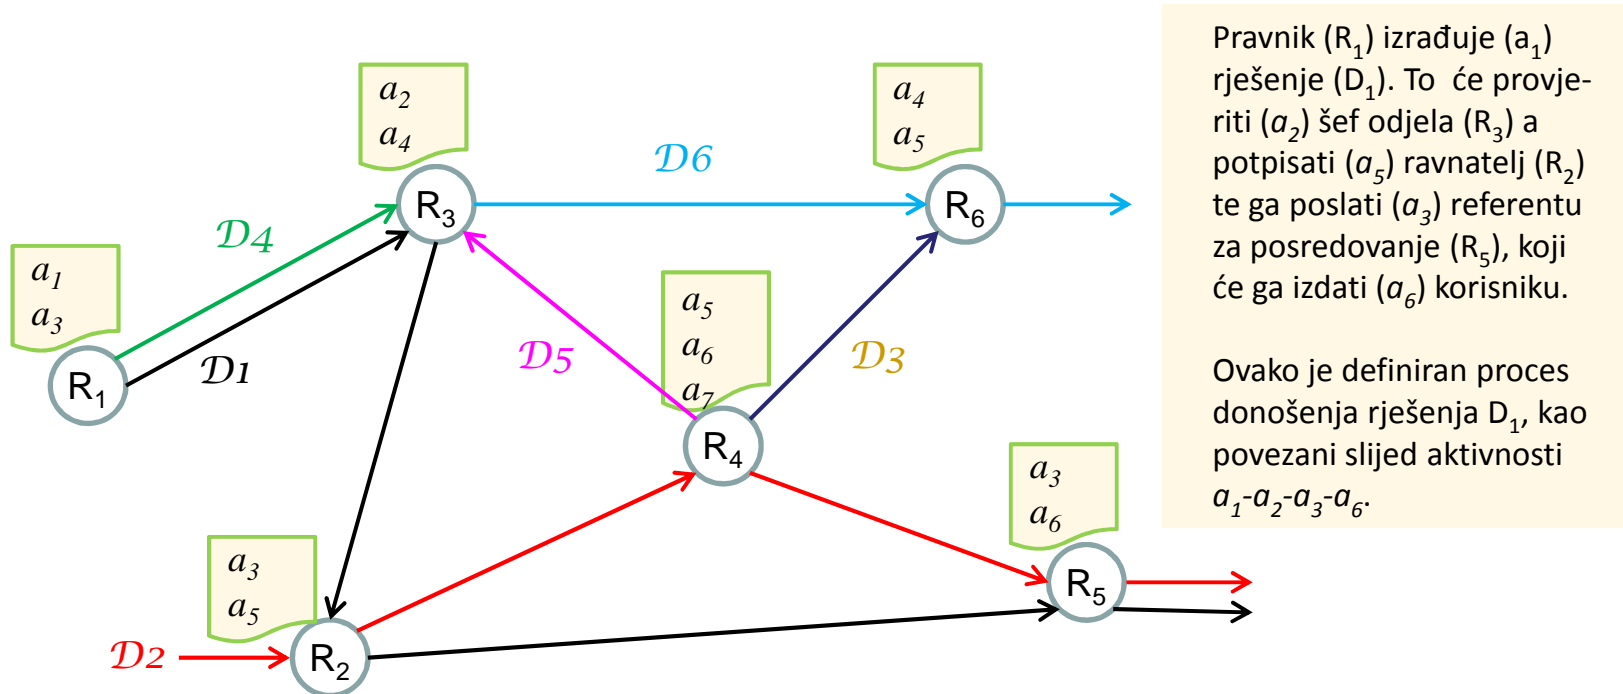 a2
a4
R3
D6
a4
a5
R6
D4
a1
a3
R1
D1
D5
a5
a6
a7
R4
D3
a3
a6
R5
a3
a5
D2
R2
Pravnik (R1) izrađuje (a1)
rješenje (D1). To će provje-
riti (a2) šef odjela (R3) a
potpisati (a5) ravnatelj (R2)
te ga poslati (a3) referentu
za posredovanje (R5), koji
će ga izdati (a6) korisniku.
Ovako je definiran proces
donošenja rješenja D1, kao
povezani slijed aktivnosti
a1-a2-a3-a6.